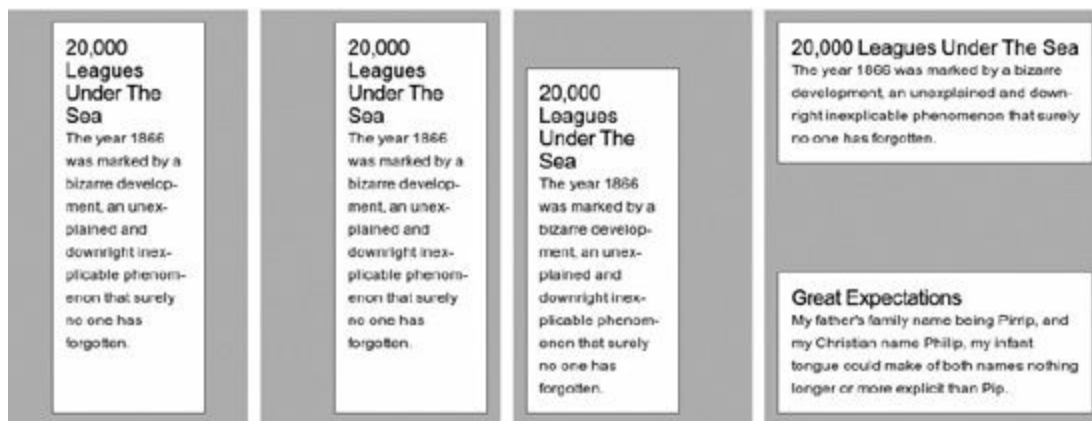 20,000
Leagues
Under The
Sea
The year 1866
was marked by a
bizarre develop-
ment, an unex-
plained and
downright inex-
plicable phenom-
enon that surely
no one has
forgotten.
20,000
Leagues
Under The
Sea
The year 1866
was marked by a
bizarre develop-
ment, an unex-
plained and
downright inex-
plicable phenom-
enon that surely
no one has
forgotten.
20,000
Leagues
Under The
Sea
The year 1866
was marked by a
bizarre develop-
ment, an unex-
plained and
downright inex-
plicable phenom-
enon that surely
no one has
forgotten.
20,000 Leagues Under The Sea
The year 1866 was marked by a bizarre
development, an unexplained and down-
right inexplicable phenomenon that surely
no one has forgotten.
Great Expectations
My father's family name being Pirrip, and
my Christian name Philip, my infant
tongue could make of both names nothing
longer or more explicit than Pip.